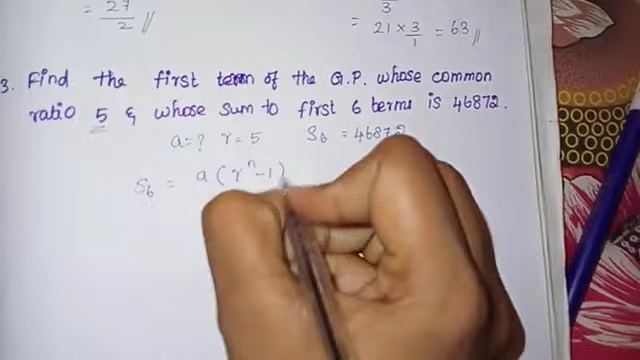 = 27/2 //
3
= 21 × 3/1 = 63 //
3. Find the first term of the G.P. whose common
ratio 5 & whose sum to first 6 terms is 46872.
a = ? r = 5 S6 = 46872
S6 = a (r^n - 1)